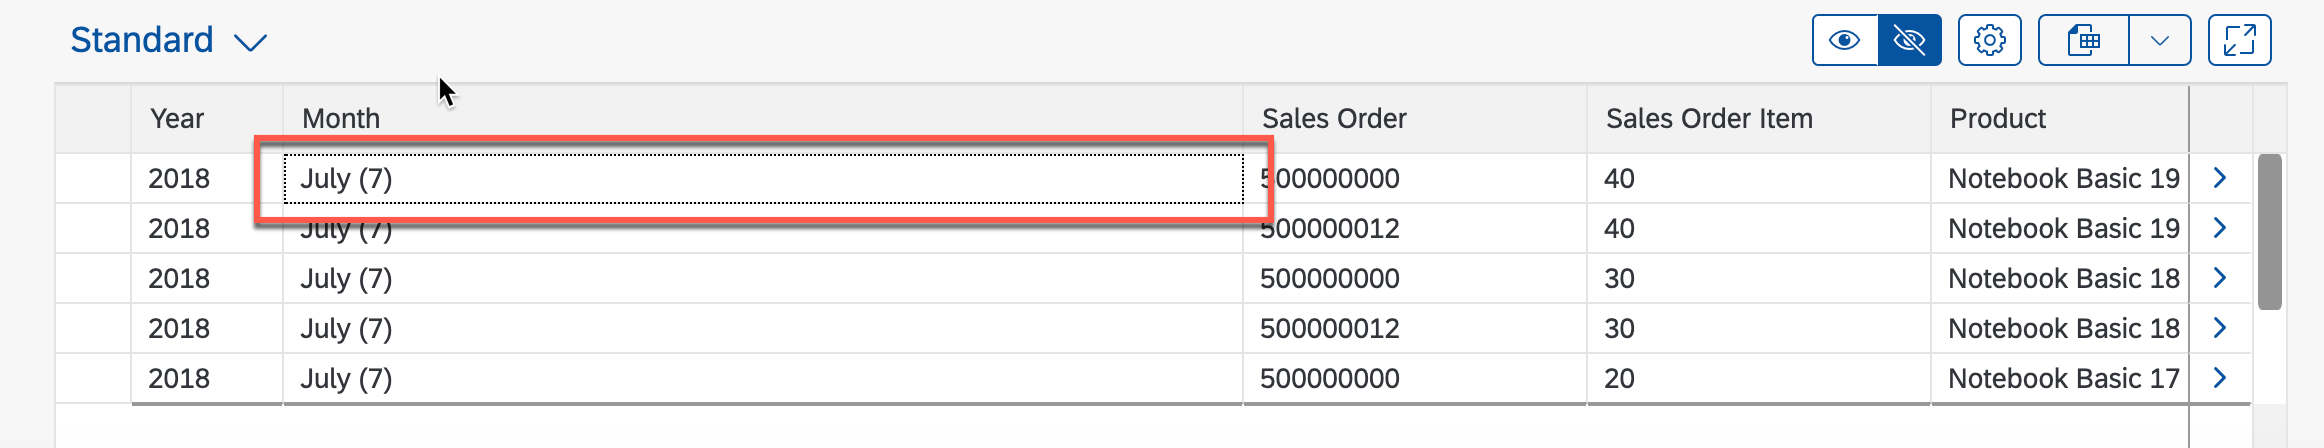 Standard
Year Month Sales Order Sales Order Item Product
2018 July (7) 500000000 40 Notebook Basic 19
2018 July (7) 500000012 40 Notebook Basic 19
2018 July (7) 500000000 30 Notebook Basic 18
2018 July (7) 500000012 30 Notebook Basic 18
2018 July (7) 500000000 20 Notebook Basic 17